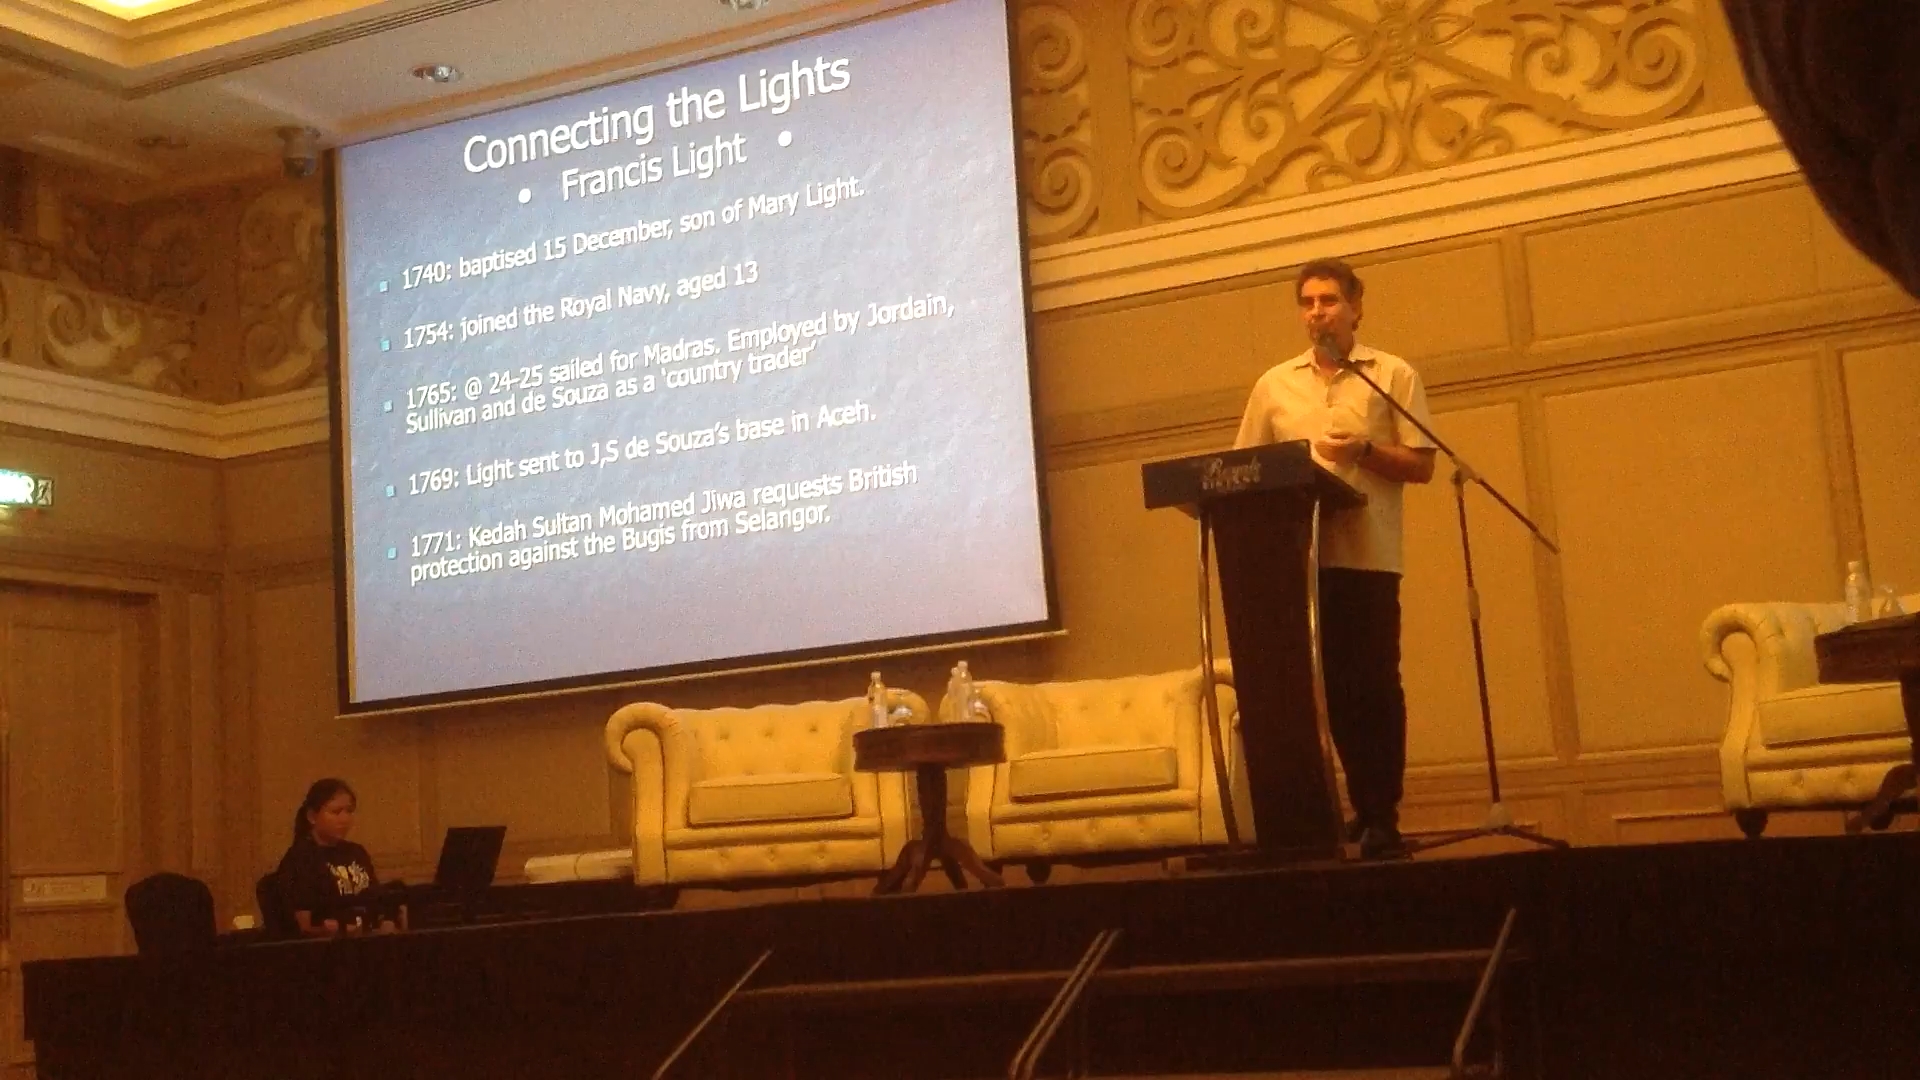 Connecting the Lights
• Francis Light •
1740: baptised 15 December, son of Mary Light.
1754: joined the Royal Navy, aged 13
1765: @ 24-25 sailed for Madras. Employed by Jordain,
Sullivan and de Souza as a ‘country trader’
1769: Light sent to J,S de Souza’s base in Aceh.
1771: Kedah Sultan Mohamed Jiwa requests British
protection against the Bugis from Selangor.